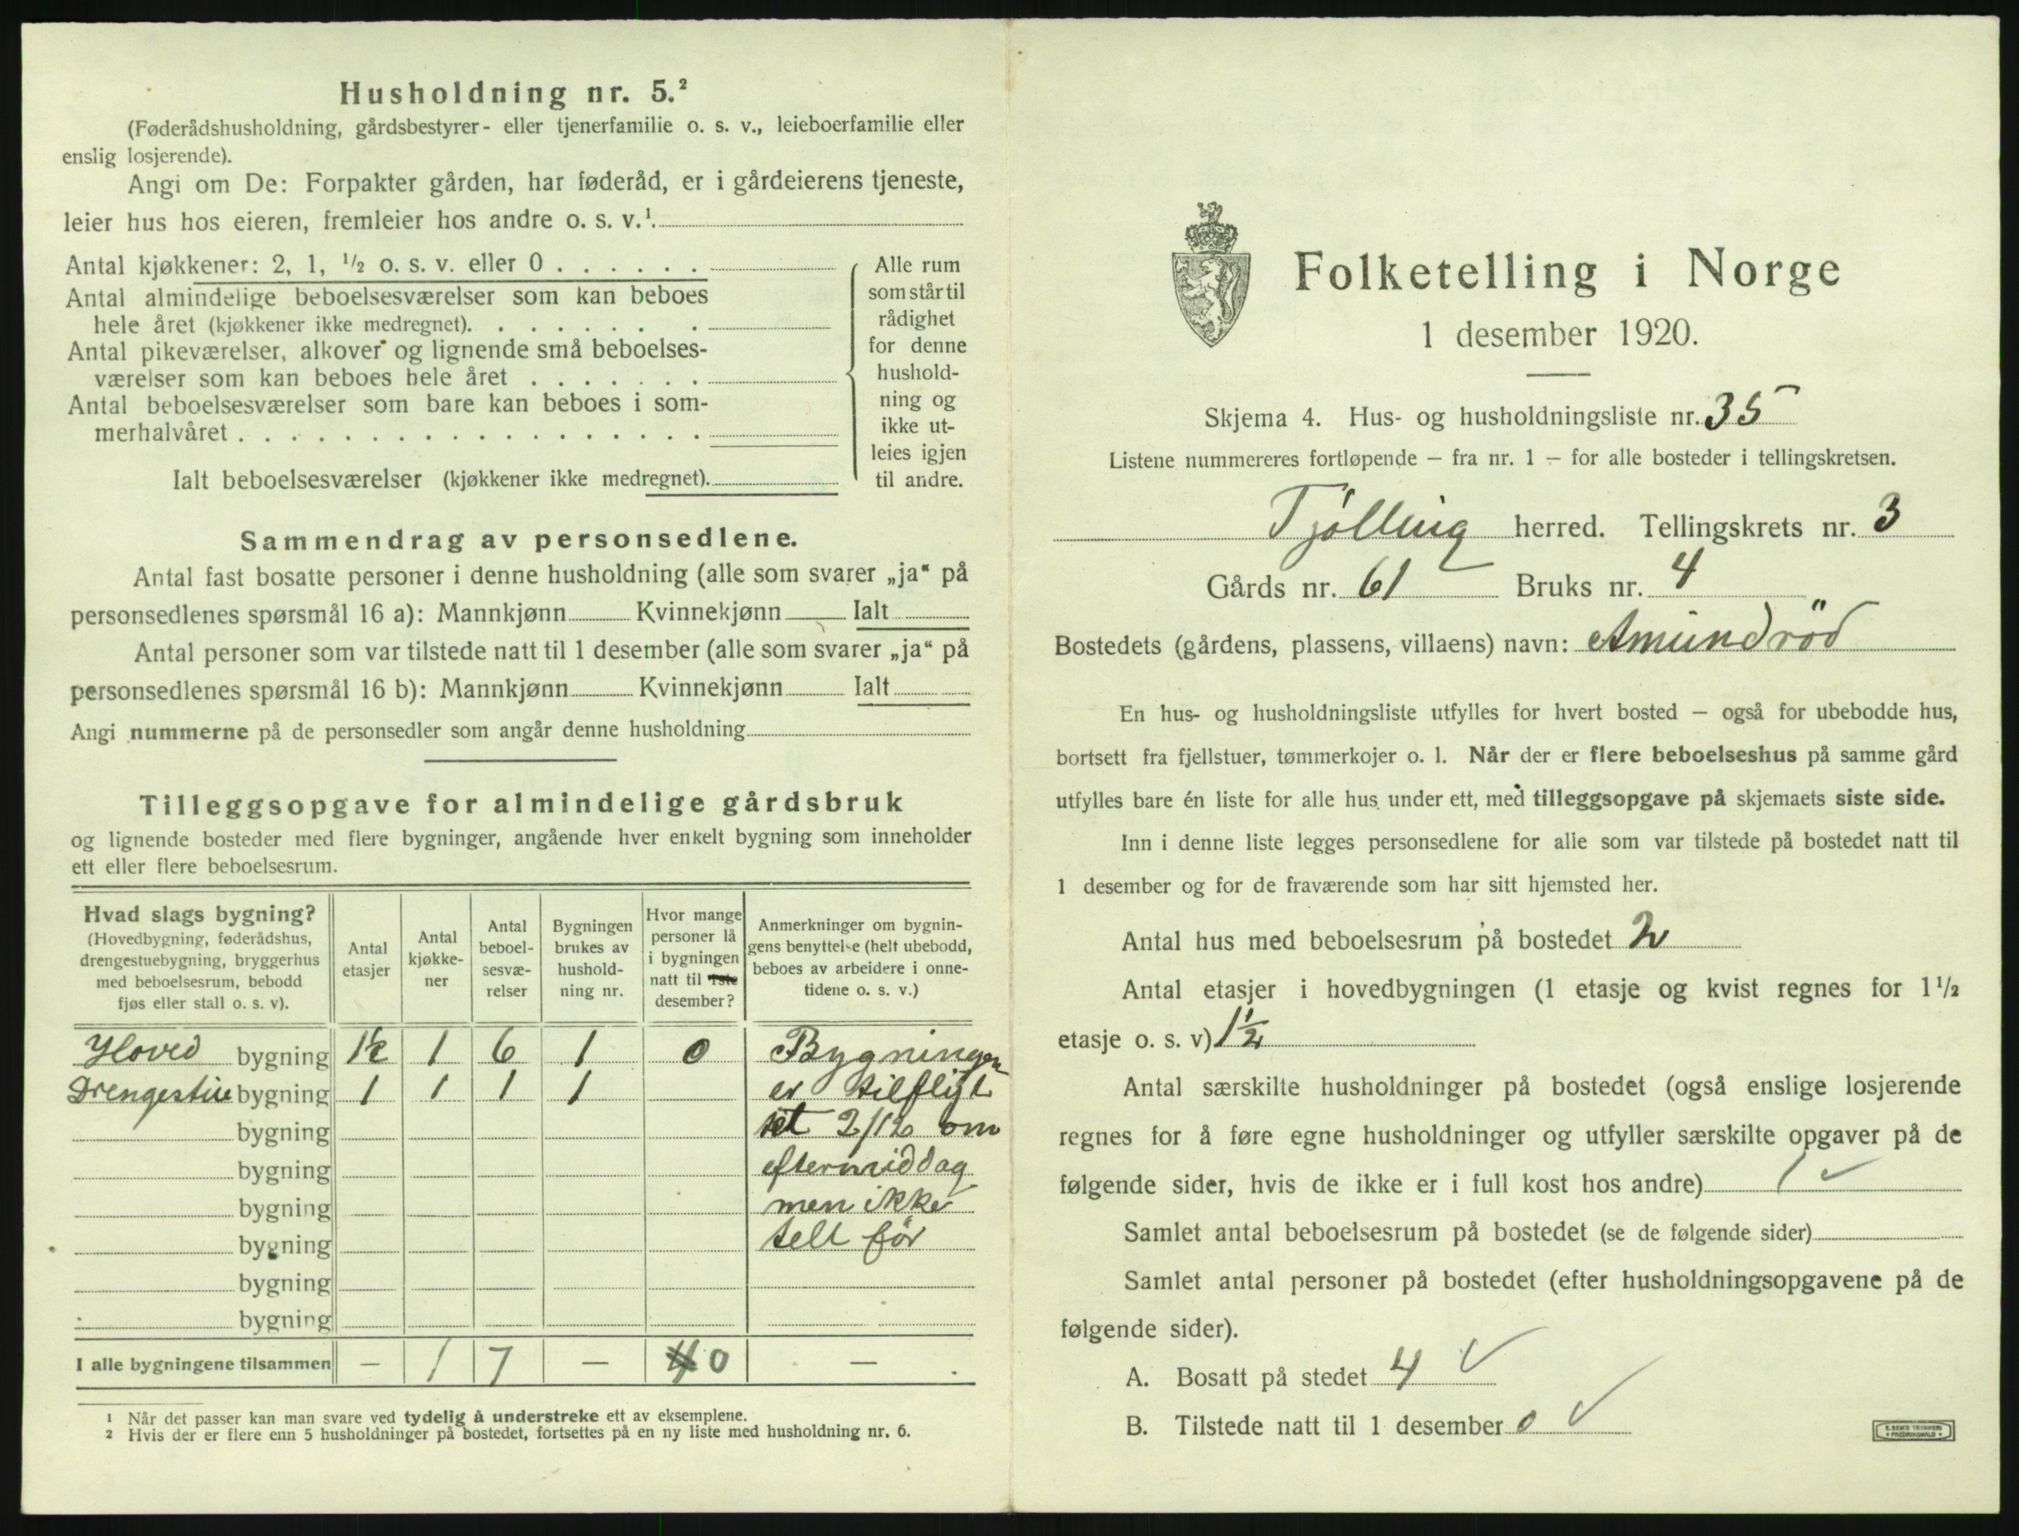 Husholdning nr. 5.²
(Føderådshusholdning, gårdsbestyrer- eller tjenerfamilie o. s. v., leieboerfamilie eller
enslig losjerende).
Angi om De: Forpakter gården, har føderåd, er i gårdeierens tjeneste,
leier hus hos eieren, fremleier hos andre o. s. v.¹
Antal kjøkkener: 2, 1, ½ o. s. v. eller 0 . . . . . .
Antal almindelige beboelsesværelser som kan beboes
hele året (kjøkkener ikke medregnet). . . . . . . .
Antal pikeværelser, alkover og lignende små beboelses-
værelser som kan beboes hele året . . . . . . .
Antal beboelsesværelser som bare kan beboes i som-
merhalvåret . . . . . . . . . . . . . . . . . .
Ialt beboelsesværelser (kjøkkener ikke medregnet).
Alle rum
som står til
rådighet
for denne
hushold-
ning og
ikke ut-
leies igjen
til andre.
Sammendrag av personsedlene.
Antal fast bosatte personer i denne husholdning (alle som svarer „ja“ på
personsedlenes spørsmål 16 a): Mannkjønn Kvinnekjønn Ialt
Antal personer som var tilstede natt til 1 desember (alle som svarer „ja“ på
personsedlenes spørsmål 16 b): Mannkjønn Kvinnekjønn Ialt
Angi nummerne på de personsedler som angår denne husholdning
Tilleggsopgave for almindelige gårdsbruk
og lignende bosteder med flere bygninger, angående hver enkelt bygning som inneholder
ett eller flere beboelsesrum.
Hvad slags bygning?
(Hovedbygning, føderådshus,
drengestuebygning, bryggerhus
med beboelsesrum, bebodd
fjøs eller stall o. s. v).
Antal
etasjer
Antal
kjøkke-
ner
Antal
beboel-
sesvæ-
relser
Bygningen
brukes av
hushold-
ning nr.
Hvor mange
personer lå
i bygningen
natt til 1ste
desember?
Anmerkninger om bygnin-
gens benyttelse (helt ubebodd,
beboes av arbeidere i onne-
tidene o. s. v.)
Hoved bygning 1½ 1 6 1 0 Bygningen
Drengestue bygning 1 1 1 1 er tilflyt
bygning tet 2/12 om
bygning eftermiddag
bygning men ikke
bygning telt før
bygning
bygning
I alle bygningene tilsammen — 1 7 — 4 0 —
1 Når det passer kan man svare ved tydelig å understreke ett av eksemplene.
2 Hvis der er flere enn 5 husholdninger på bostedet, fortsettes på en ny liste med husholdning nr. 6.
Folketelling i Norge
1 desember 1920.
Skjema 4. Hus- og husholdningsliste nr. 35
Listene nummereres fortløpende – fra nr. 1 – for alle bosteder i tellingskretsen.
Tjølling herred. Tellingskrets nr. 3
Gårds nr. 61 Bruks nr. 4
Bostedets (gårdens, plassens, villaens) navn: Amundröd
En hus- og husholdningsliste utfylles for hvert bosted – også for ubebodde hus,
bortsett fra fjellstuer, tømmerkojer o. l. Når der er flere beboelseshus på samme gård
utfylles bare én liste for alle hus under ett, med tilleggsopgave på skjemaets siste side.
Inn i denne liste legges personsedlene for alle som var tilstede på bostedet natt til
1 desember og for de fraværende som har sitt hjemsted her.
Antal hus med beboelsesrum på bostedet 2
Antal etasjer i hovedbygningen (1 etasje og kvist regnes for 1½
etasje o. s. v) 1½
Antal særskilte husholdninger på bostedet (også enslige losjerende
regnes for å føre egne husholdninger og utfyller særskilte opgaver på de
følgende sider, hvis de ikke er i full kost hos andre) 1 ✓
Samlet antal beboelsesrum på bostedet (se de følgende sider)
Samlet antal personer på bostedet (efter husholdningsopgavene på de
følgende sider).
A. Bosatt på stedet 4 ✓
B. Tilstede natt til 1 desember 0 ✓